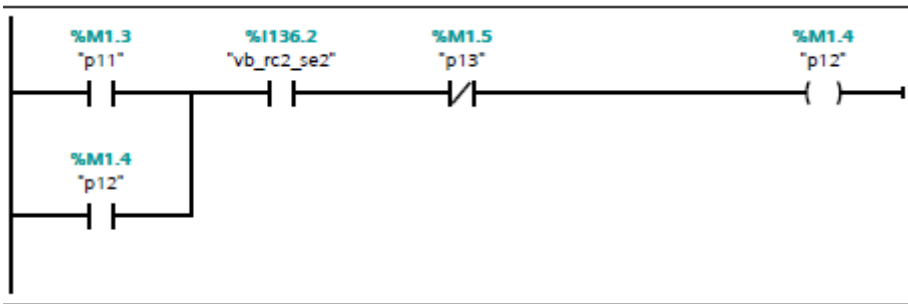 %M1.3
"p11"
%I136.2
"vb_rc2_se2"
%M1.5
"p13"
%M1.4
"p12"
%M1.4
"p12"